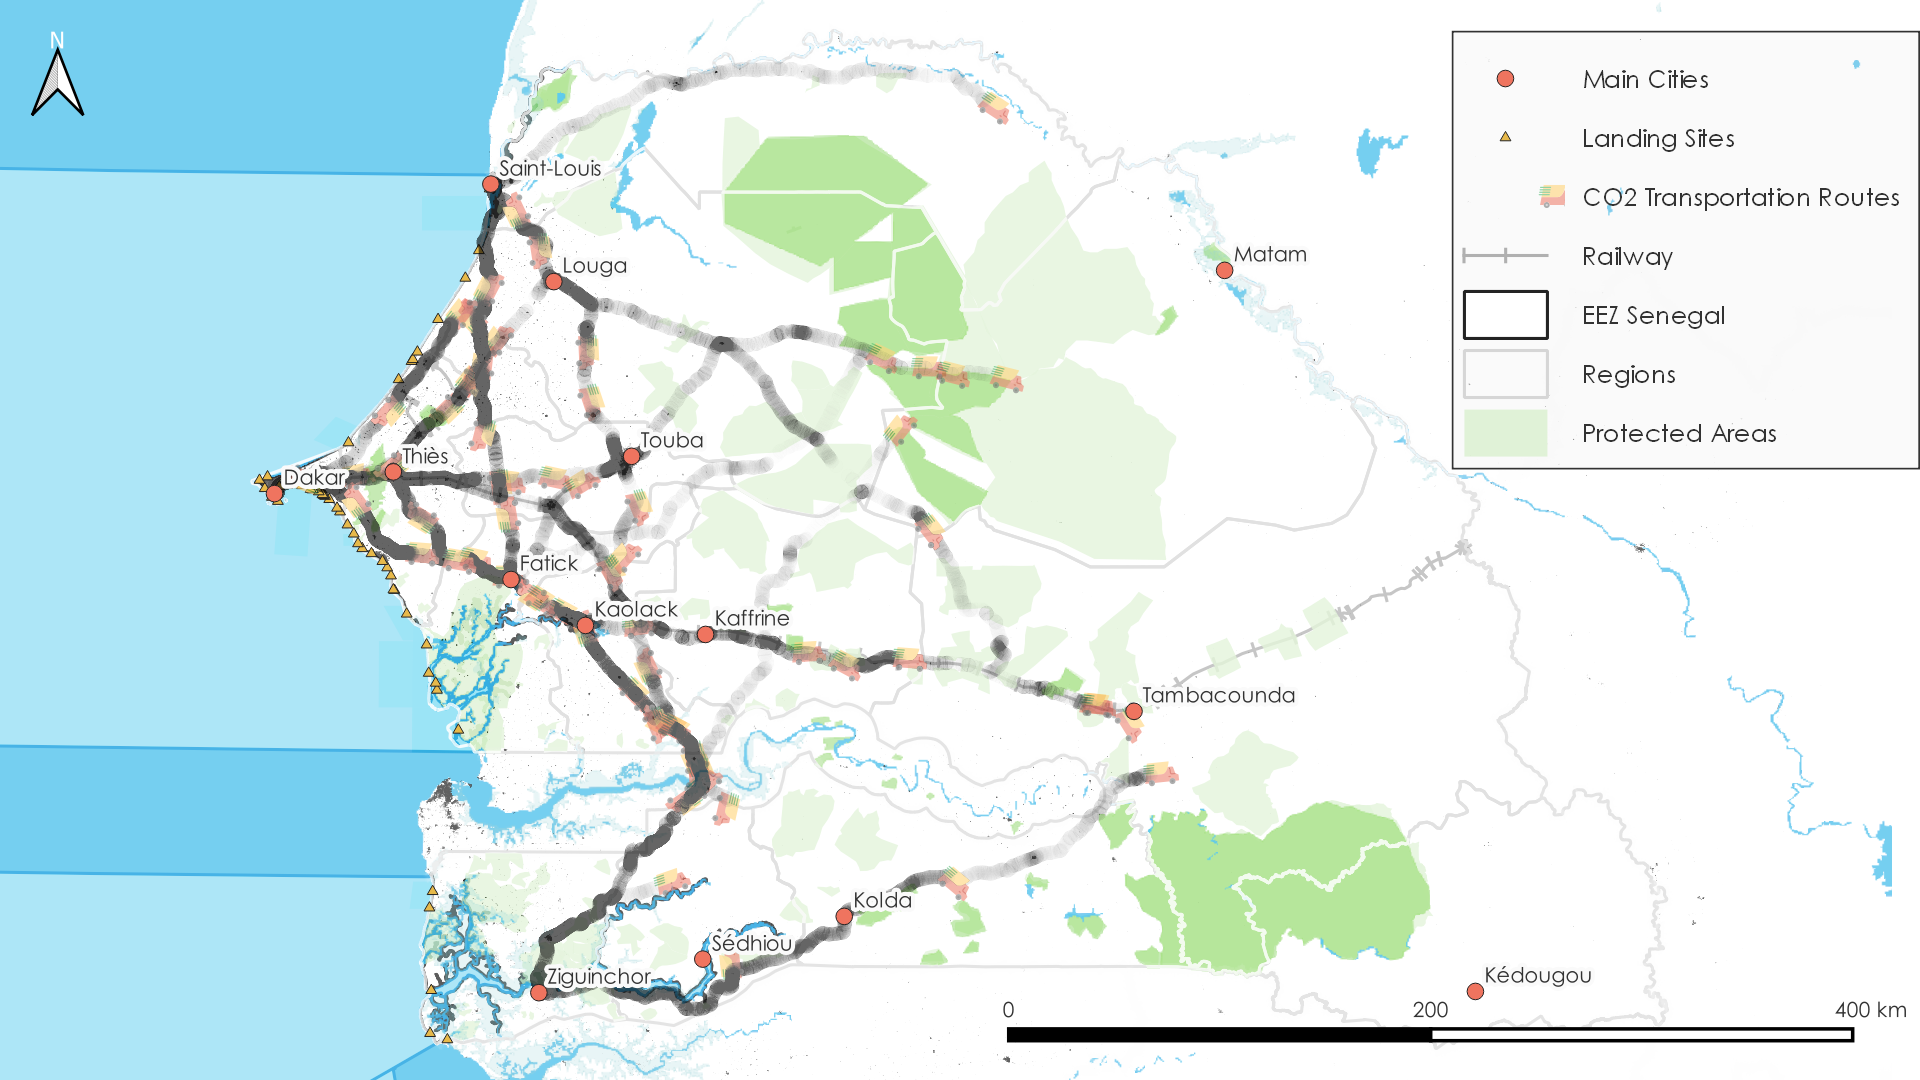 N
Main Cities
Landing Sites
CO2 Transportation Routes
Railway
EEZ Senegal
Regions
Protected Areas
Saint-Louis
Louga
Matam
Touba
Thiès
Dakar
Fatick
Kaolack
Kaffrine
Tambacounda
Kolda
Sédhiou
Ziguinchor
Kédougou
0
200
400 km